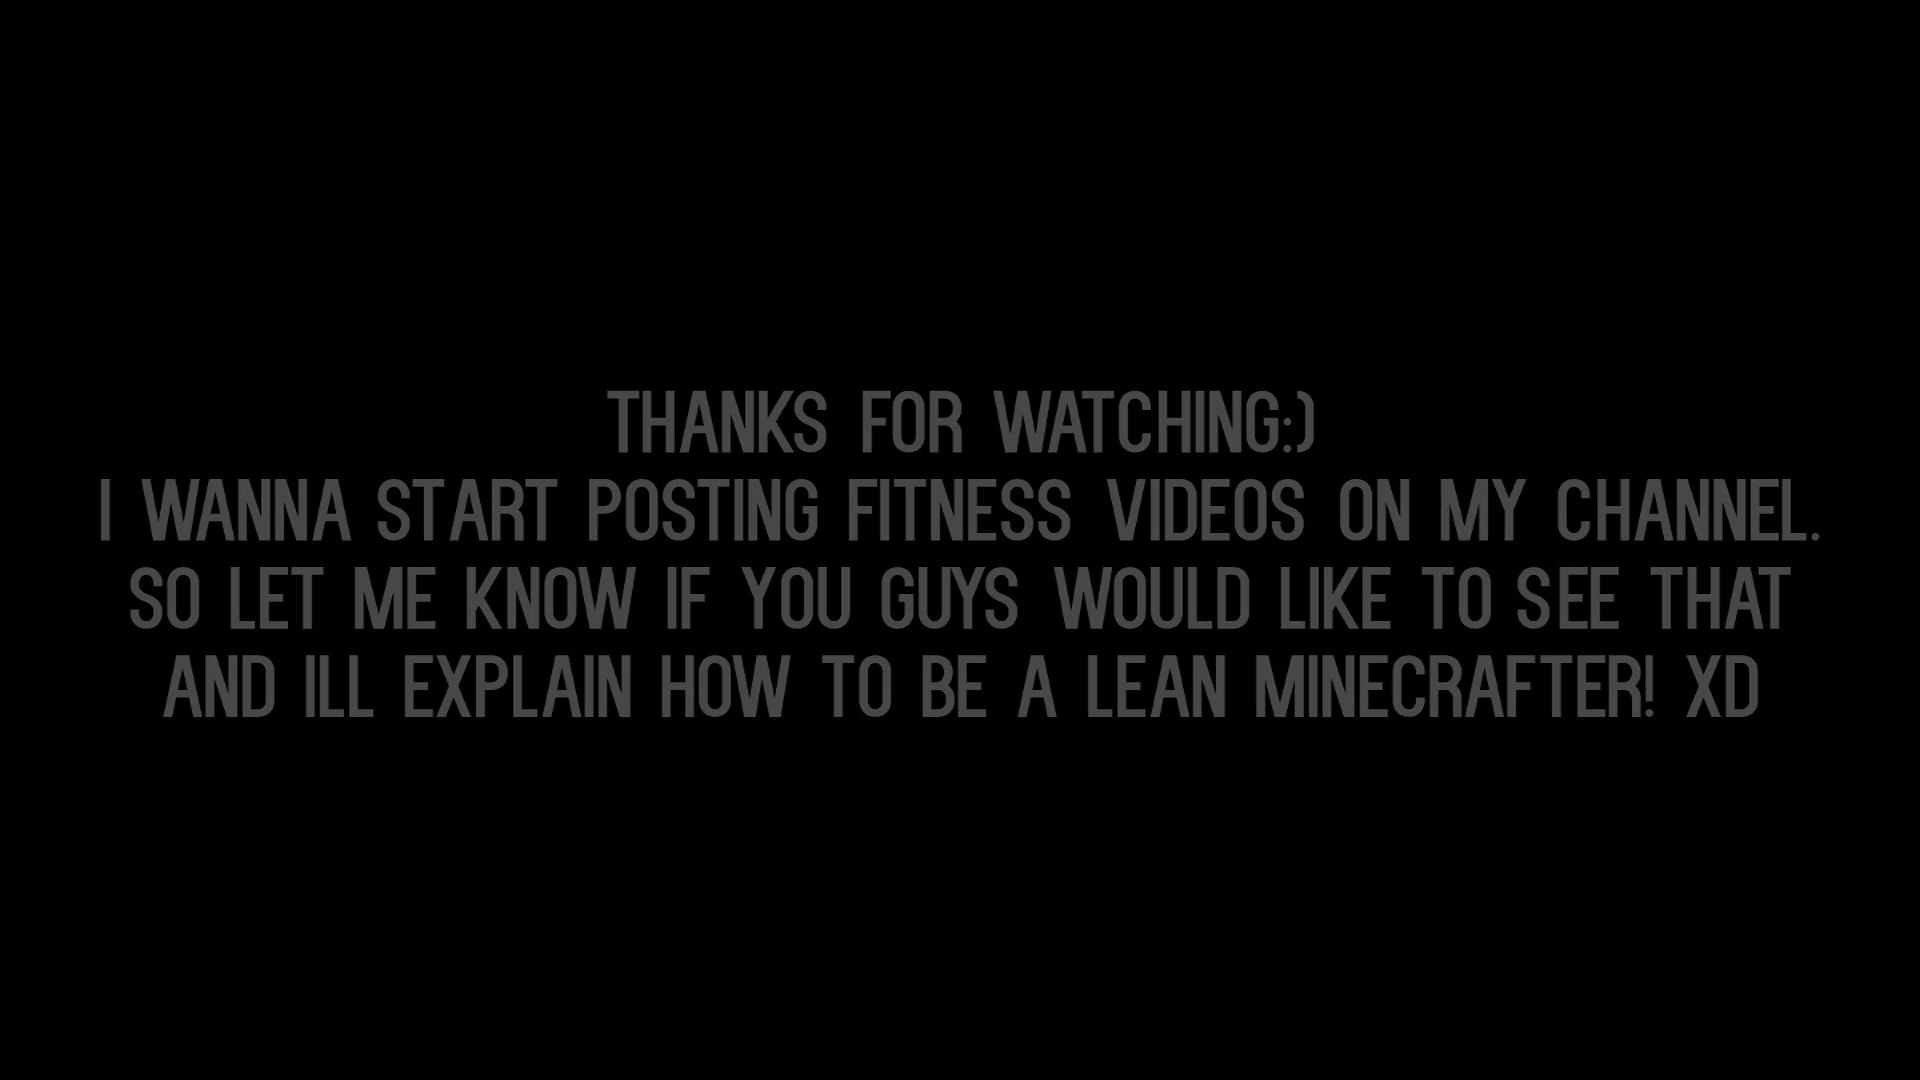 THANKS FOR WATCHING:)
I WANNA START POSTING FITNESS VIDEOS ON MY CHANNEL.
SO LET ME KNOW IF YOU GUYS WOULD LIKE TO SEE THAT
AND ILL EXPLAIN HOW TO BE A LEAN MINECRAFTER! XD